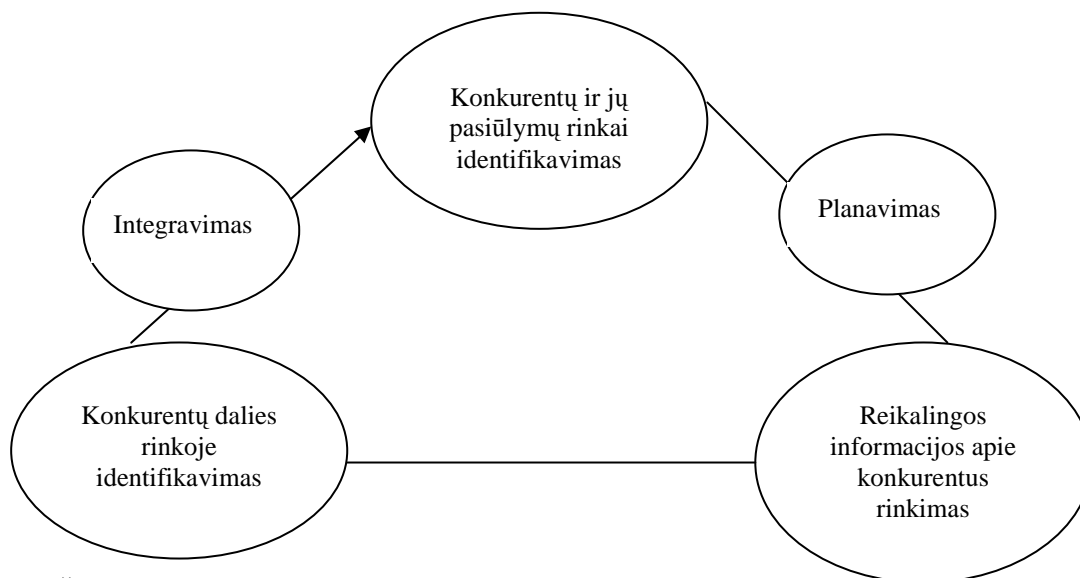 Konkurentų ir jų
pasiūlymų rinkai
identifikavimas
Integravimas
Planavimas
Konkurentų dalies
rinkoje
identifikavimas
Reikalingos
informacijos apie
konkurentus
rinkimas